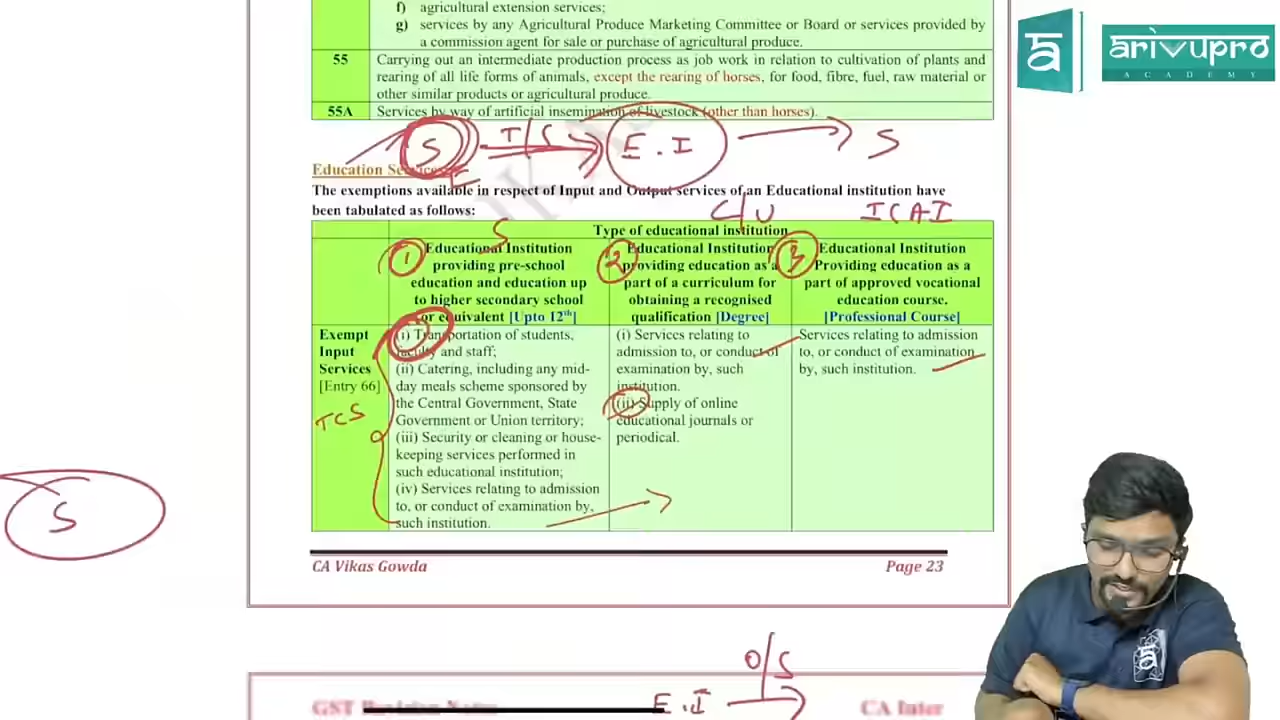 f) agricultural extension services;
g) services by any Agricultural Produce Marketing Committee or Board or services provided by
a commission agent for sale or purchase of agricultural produce.
55 Carrying out an intermediate production process as job work in relation to cultivation of plants and
rearing of all life forms of animals, except the rearing of horses, for food, fibre, fuel, raw material or
other similar products or agricultural produce.
55A Services by way of artificial insemination of livestock (other than horses).
arivupro
ACADEMY
S I/S E.I S
Education
The exemptions available in respect of Input and Output services of an Educational institution have
been tabulated as follows:
C/U ICAI
S
Type of educational institution
1 Educational Institution
providing pre-school
education and education up
to higher secondary school
or equivalent [Upto 12th]
2 Educational Institution
providing education as a
part of a curriculum for
obtaining a recognised
qualification [Degree]
3 Educational Institution
Providing education as a
part of approved vocational
education course.
[Professional Course]
Exempt
Input
Services
[Entry 66]
TCS
(i) Transportation of students,
faculty and staff;
(ii) Catering, including any mid-
day meals scheme sponsored by
the Central Government, State
Government or Union territory;
(iii) Security or cleaning or house-
keeping services performed in
such educational institution;
(iv) Services relating to admission
to, or conduct of examination by,
such institution.
(i) Services relating to
admission to, or conduct of
examination by, such
institution.
(ii) Supply of online
educational journals or
periodical.
Services relating to admission
to, or conduct of examination
by, such institution.
S
CA Vikas Gowda Page 23
O/S
E.I
GST Revision Notes CA Inter